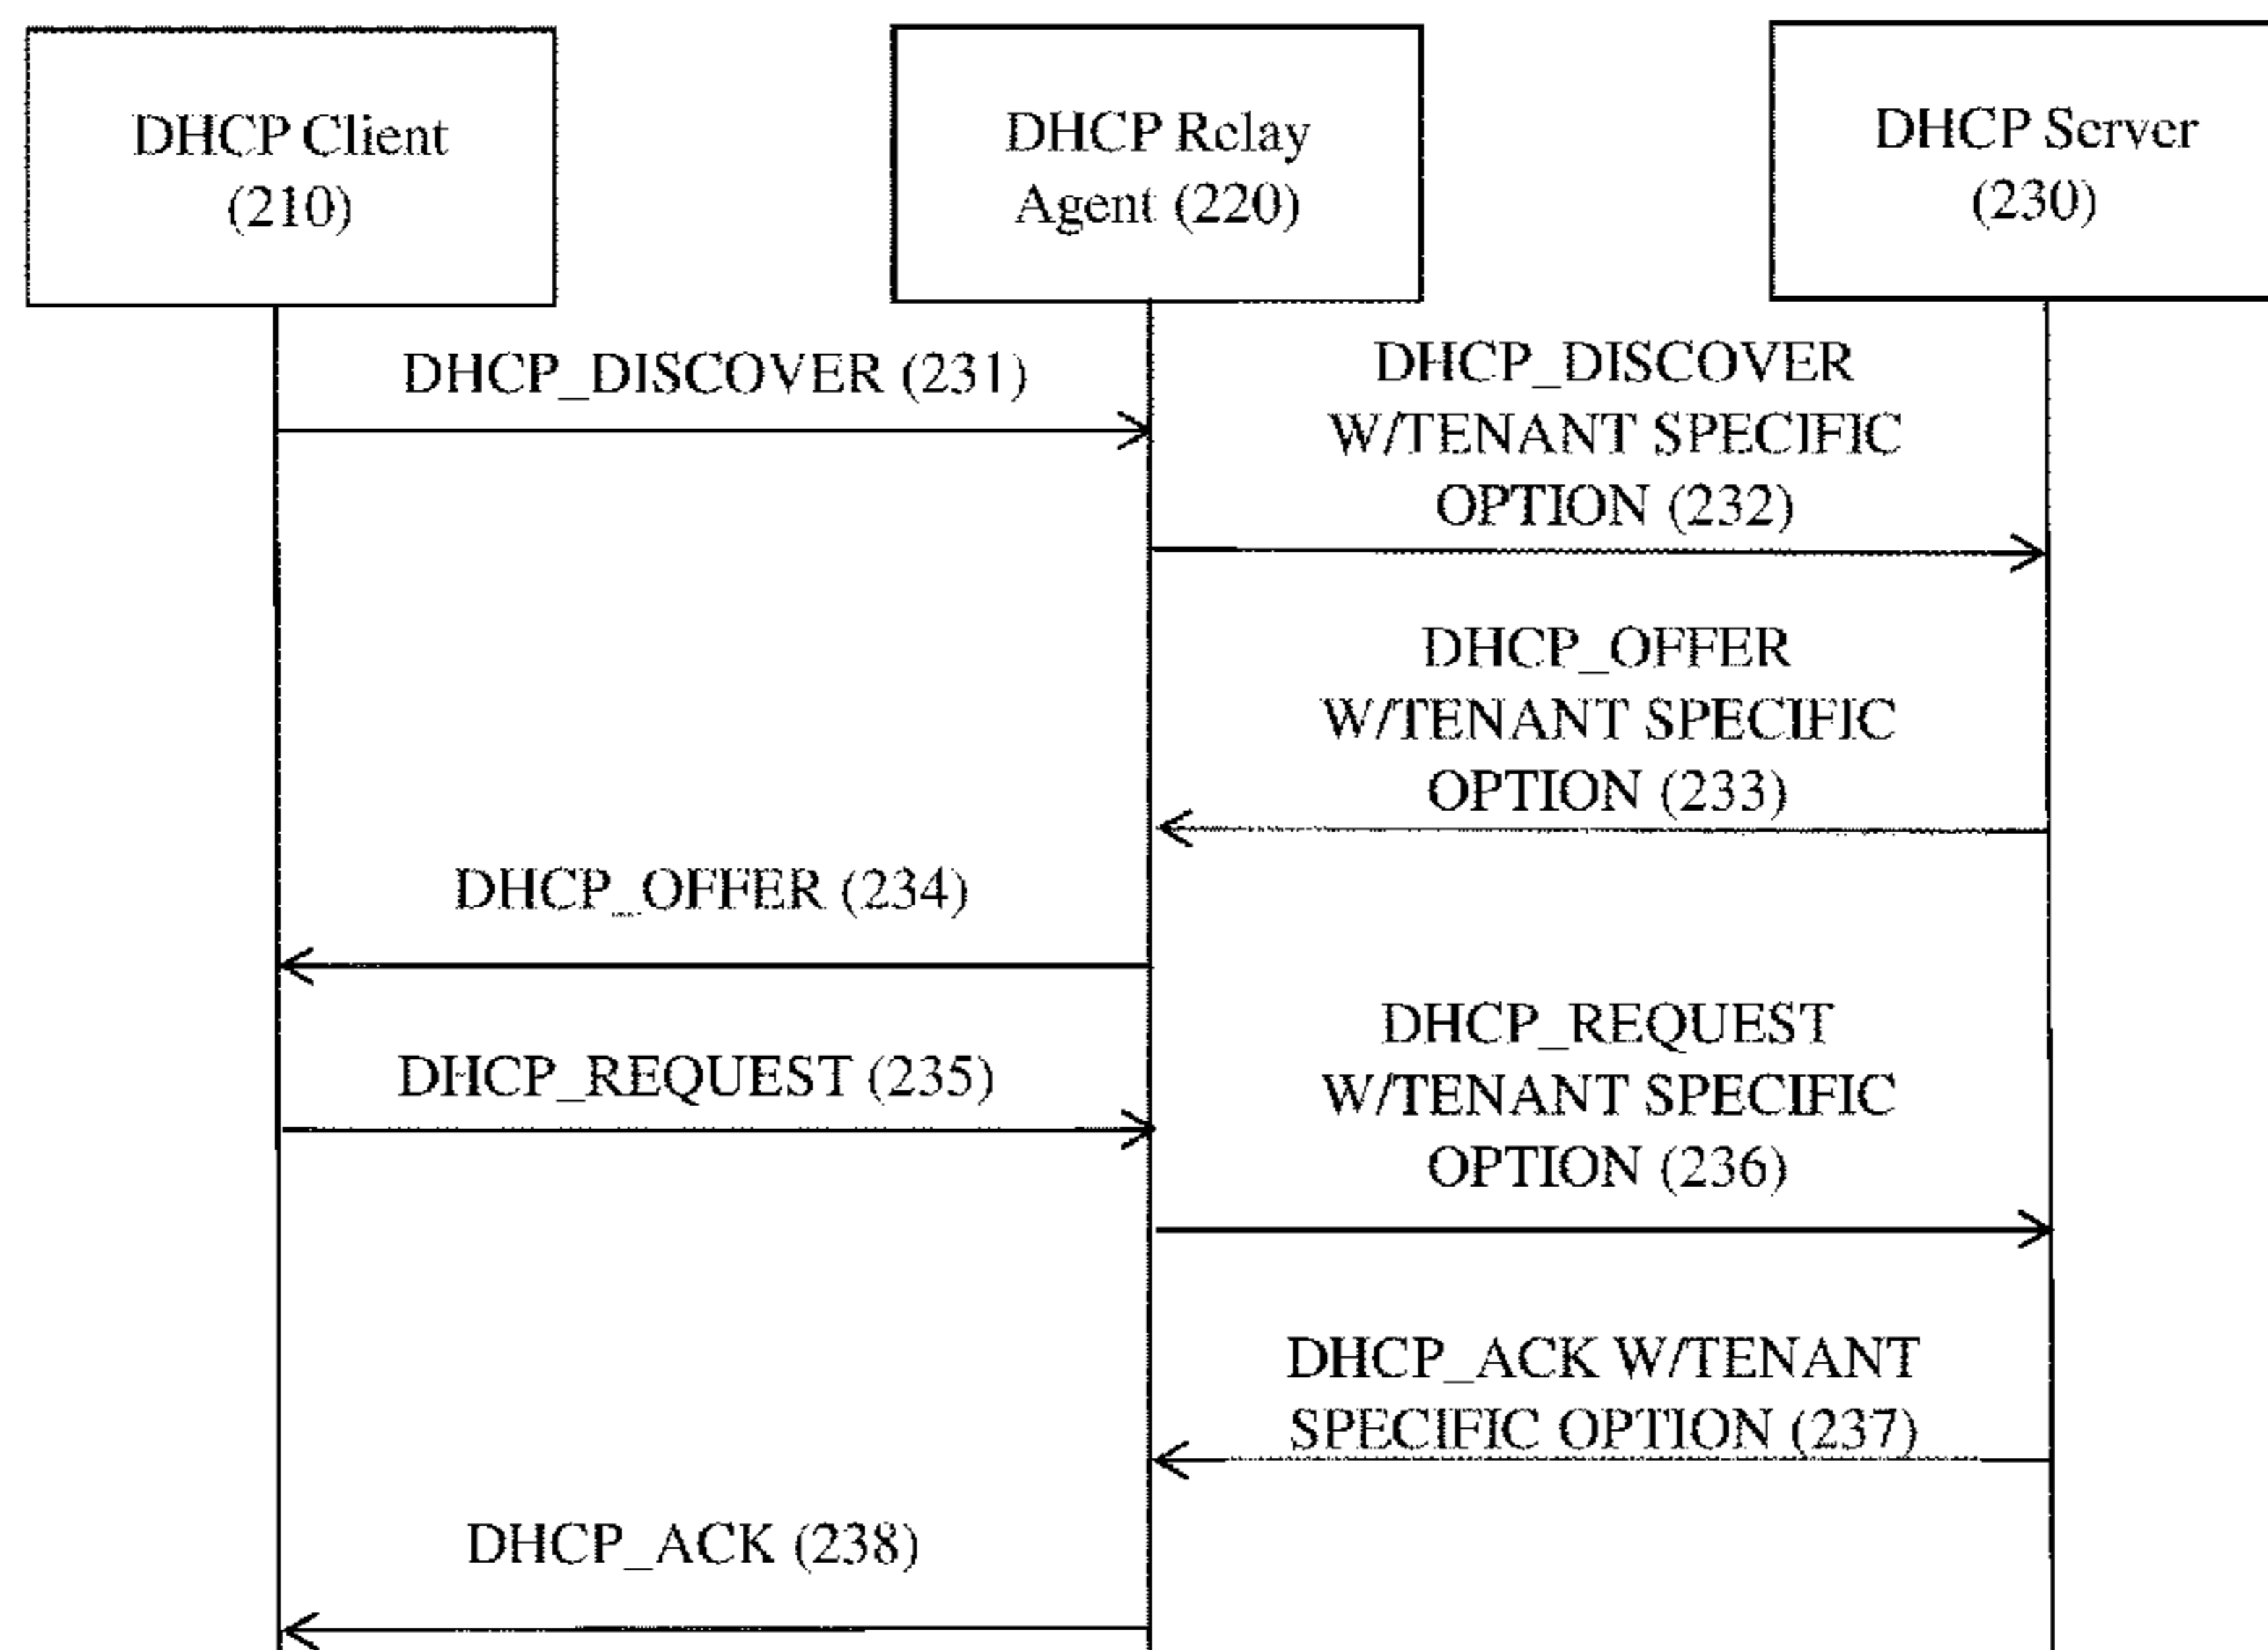 DHCP Client
(210)
DHCP Relay
Agent (220)
DHCP Server
(230)
DHCP_DISCOVER (231)
DHCP_DISCOVER
W/TENANT SPECIFIC
OPTION (232)
DHCP_OFFER
W/TENANT SPECIFIC
OPTION (233)
DHCP_OFFER (234)
DHCP_REQUEST (235)
DHCP_REQUEST
W/TENANT SPECIFIC
OPTION (236)
DHCP_ACK W/TENANT
SPECIFIC OPTION (237)
DHCP_ACK (238)